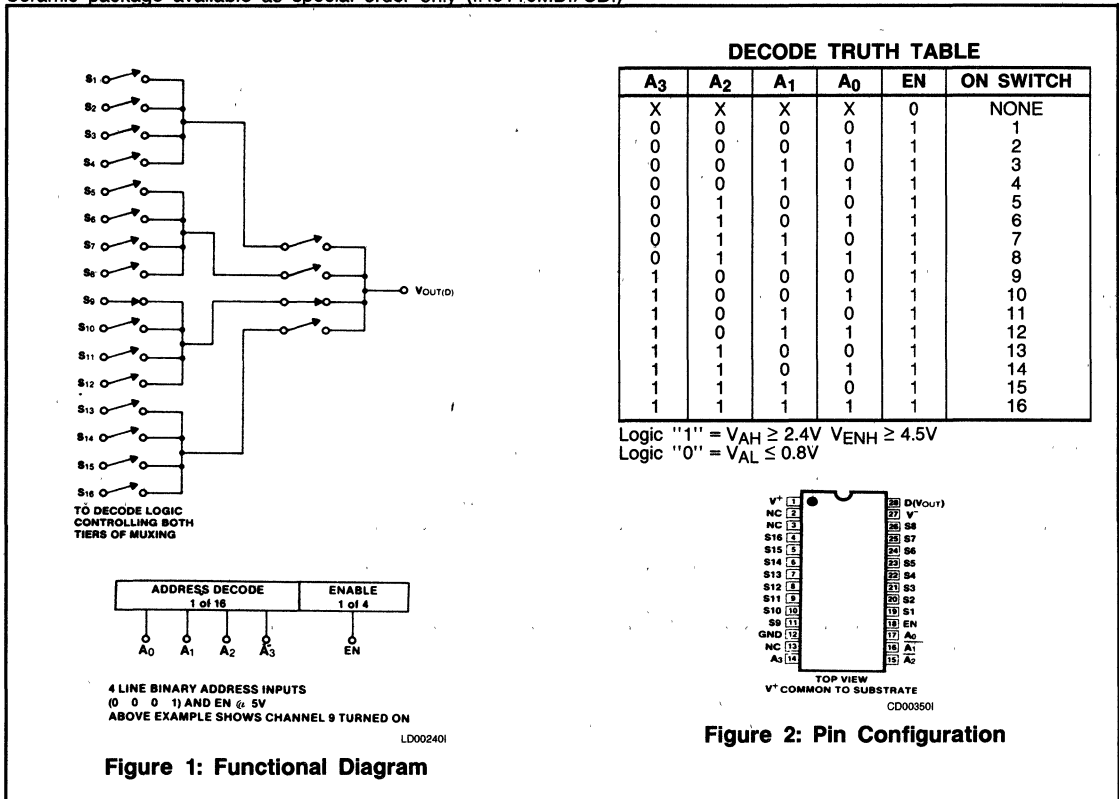 S1
S2
S3
S4
S5
S6
S7
S8
S9
S10
S11
S12
S13
S14
S15
S16
VOUT(D)
TO DECODE LOGIC
CONTROLLING BOTH
TIERS OF MUXING
ADDRESS DECODE
1 of 16
ENABLE
1 of 4
A0 A1 A2 A3 EN
4 LINE BINARY ADDRESS INPUTS
(0 0 0 1) AND EN @ 5V
ABOVE EXAMPLE SHOWS CHANNEL 9 TURNED ON
LD00240I
Figure 1: Functional Diagram
DECODE TRUTH TABLE
A3 A2 A1 A0 EN ON SWITCH
X X X X 0 NONE
0 0 0 0 1 1
0 0 0 1 1 2
0 0 1 0 1 3
0 0 1 1 1 4
0 1 0 0 1 5
0 1 0 1 1 6
0 1 1 0 1 7
0 1 1 1 1 8
1 0 0 0 1 9
1 0 0 1 1 10
1 0 1 0 1 11
1 0 1 1 1 12
1 1 0 0 1 13
1 1 0 1 1 14
1 1 1 0 1 15
1 1 1 1 1 16
Logic "1" = VAH ≥ 2.4V VENH ≥ 4.5V
Logic "0" = VAL ≤ 0.8V
V+ 1 28 D(VOUT)
NC 2 27 V-
NC 3 26 S8
S16 4 25 S7
S15 5 24 S6
S14 6 23 S5
S13 7 22 S4
S12 8 21 S3
S11 9 20 S2
S10 10 19 S1
S9 11 18 EN
GND 12 17 A0
NC 13 16 A1
A3 14 15 A2
TOP VIEW
V+ COMMON TO SUBSTRATE
CD00350I
Figure 2: Pin Configuration